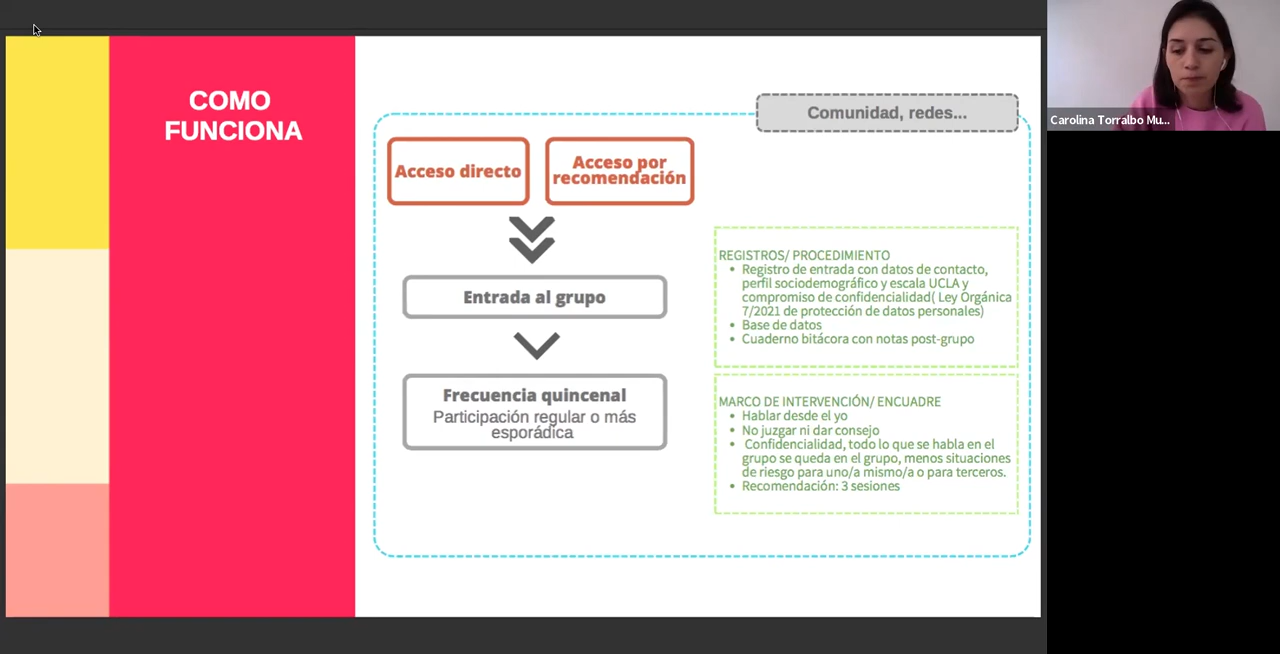 COMO
FUNCIONA
Comunidad, redes...
Acceso directo
Acceso por
recomendación
Entrada al grupo
Frecuencia quincenal
Participación regular o más
esporádica
REGISTROS/ PROCEDIMIENTO
• Registro de entrada con datos de contacto,
perfil sociodemográfico y escala UCLA y
compromiso de confidencialidad( Ley Orgánica
7/2021 de protección de datos personales)
• Base de datos
• Cuaderno bitácora con notas post-grupo
MARCO DE INTERVENCIÓN/ ENCUADRE
• Hablar desde el yo
• No juzgar ni dar consejo
• Confidencialidad, todo lo que se habla en el
grupo se queda en el grupo, menos situaciones
de riesgo para uno/a mismo/a o para terceros.
• Recomendación: 3 sesiones
Carolina Torralbo Mu...